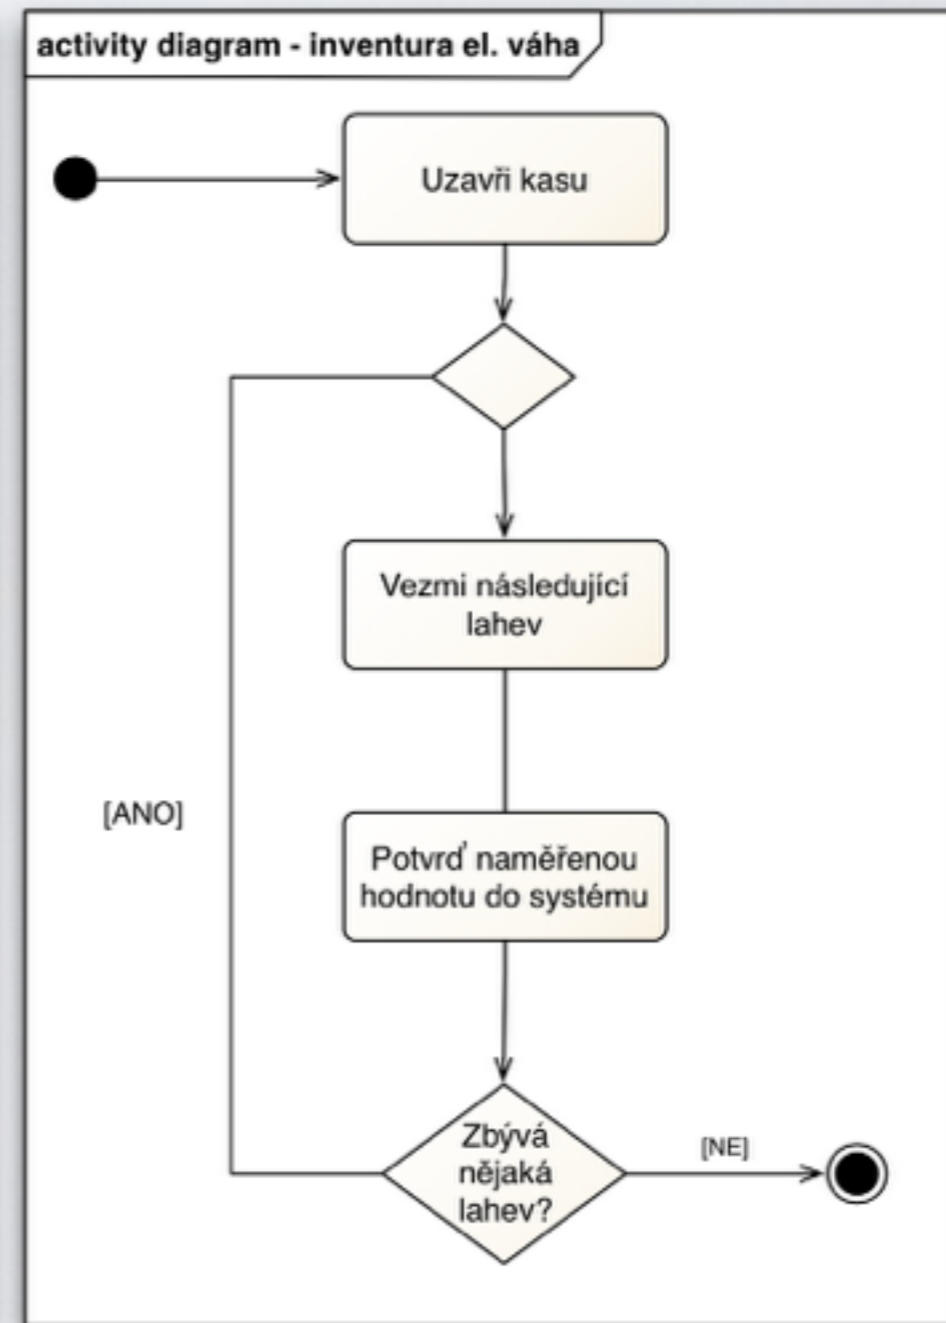 activity diagram - inventura el. váha
Uzavři kasu
Vezmi následující
lahev
[ANO]
Potvrď naměřenou
hodnotu do systému
Zbývá
nějaká
lahev?
[NE]